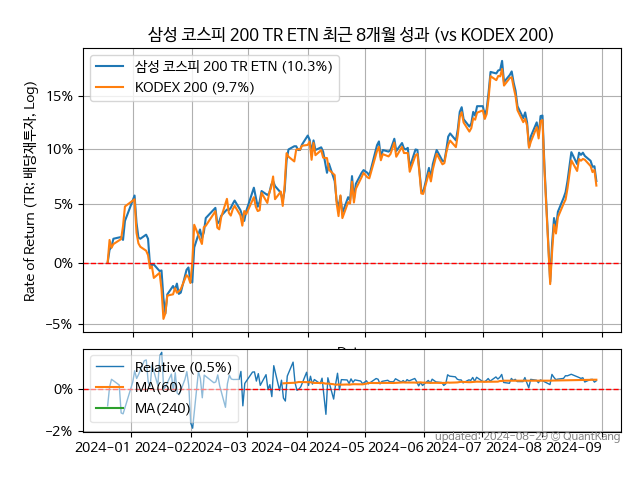 삼성 코스피 200 TR ETN 최근 8개월 성과 (vs KODEX 200)
삼성 코스피 200 TR ETN (10.3%)
KODEX 200 (9.7%)
Rate of Return (TR: 배당재투자, Log)
15%
10%
5%
0%
−5%
Relative (0.5%)
MA(60)
MA(240)
0%
−2%
updated: 2024-08-29 © QuantKang
2024−01 2024−02 2024−03 2024−04 2024−05 2024−06 2024−07 2024−08 2024−09